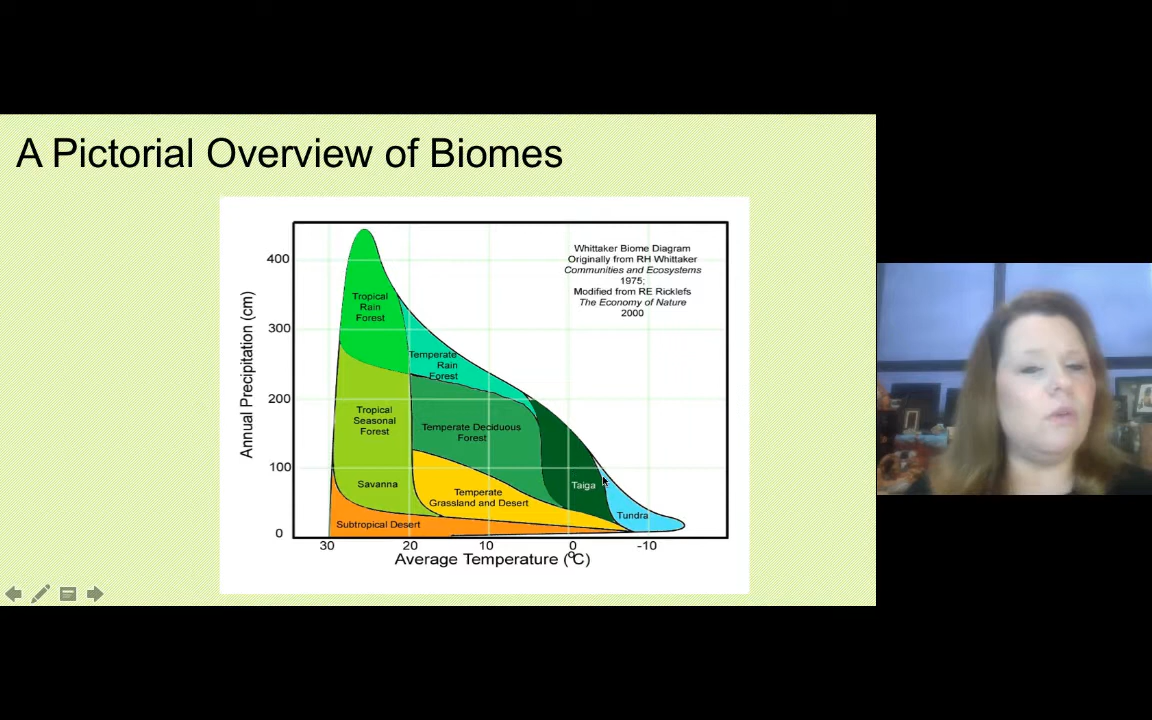 A Pictorial Overview of Biomes
Whittaker Biome Diagram
Originally from RH Whittaker
Communities and Ecosystems
1975;
Modified from RE Ricklefs
The Economy of Nature
2000
Annual Precipitation (cm)
400
300
200
100
0
Tropical
Rain
Forest
Temperate
Rain
Forest
Tropical
Seasonal
Forest
Temperate Deciduous
Forest
Savanna
Temperate
Grassland and Desert
Taiga
Tundra
Subtropical Desert
30 20 10 0 -10
Average Temperature (°C)